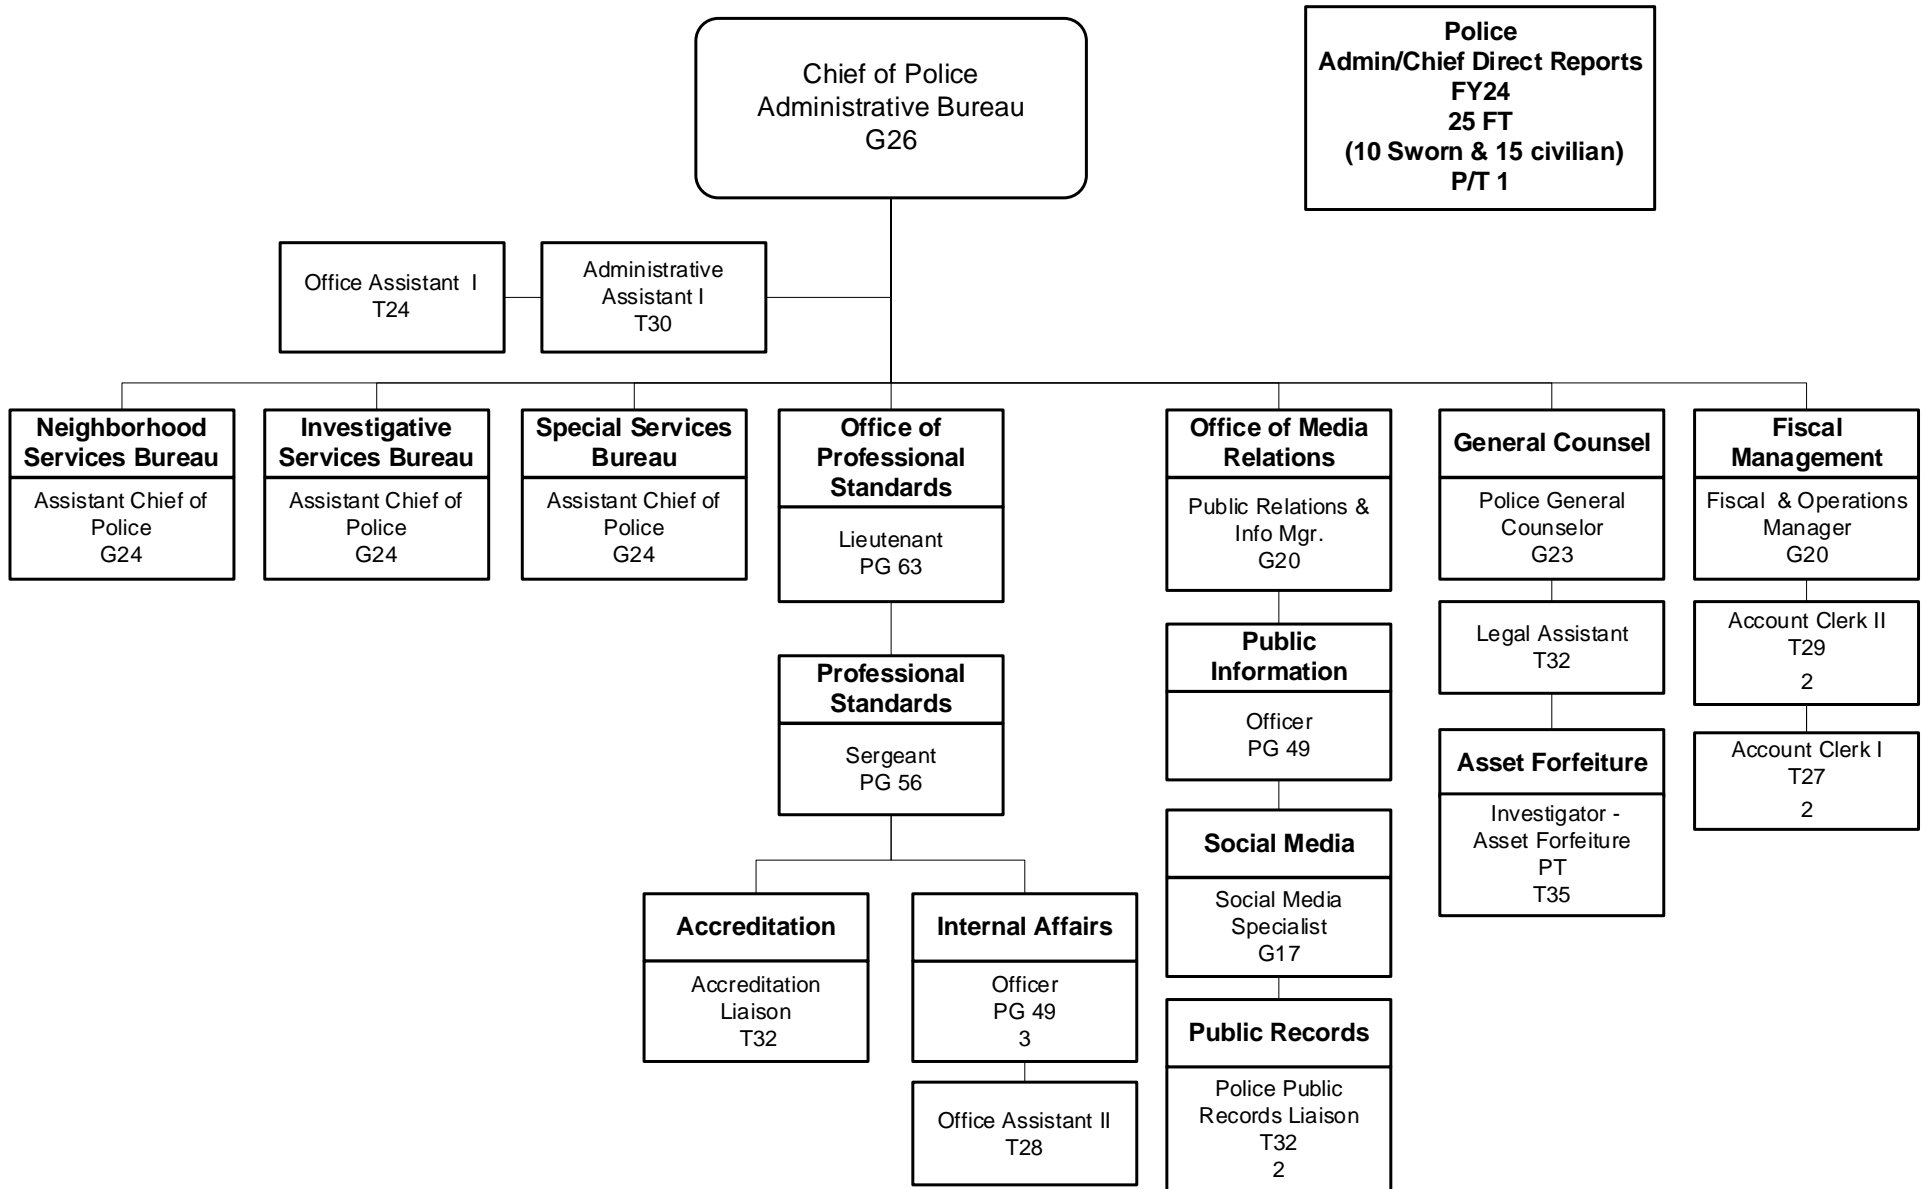 Chief of Police
Administrative Bureau
G26
Police
Admin/Chief Direct Reports
FY24
25 FT
(10 Sworn & 15 civilian)
P/T 1
Office Assistant I
T24
Administrative
Assistant I
T30
Neighborhood
Services Bureau
Assistant Chief of
Police
G24
Investigative
Services Bureau
Assistant Chief of
Police
G24
Special Services
Bureau
Assistant Chief of
Police
G24
Office of
Professional
Standards
Lieutenant
PG 63
Professional
Standards
Sergeant
PG 56
Accreditation
Accreditation
Liaison
T32
Internal Affairs
Officer
PG 49
3
Office Assistant II
T28
Office of Media
Relations
Public Relations &
Info Mgr.
G20
Public
Information
Officer
PG 49
Social Media
Social Media
Specialist
G17
Public Records
Police Public
Records Liaison
T32
2
General Counsel
Police General
Counselor
G23
Legal Assistant
T32
Asset Forfeiture
Investigator -
Asset Forfeiture
PT
T35
Fiscal
Management
Fiscal & Operations
Manager
G20
Account Clerk II
T29
2
Account Clerk I
T27
2